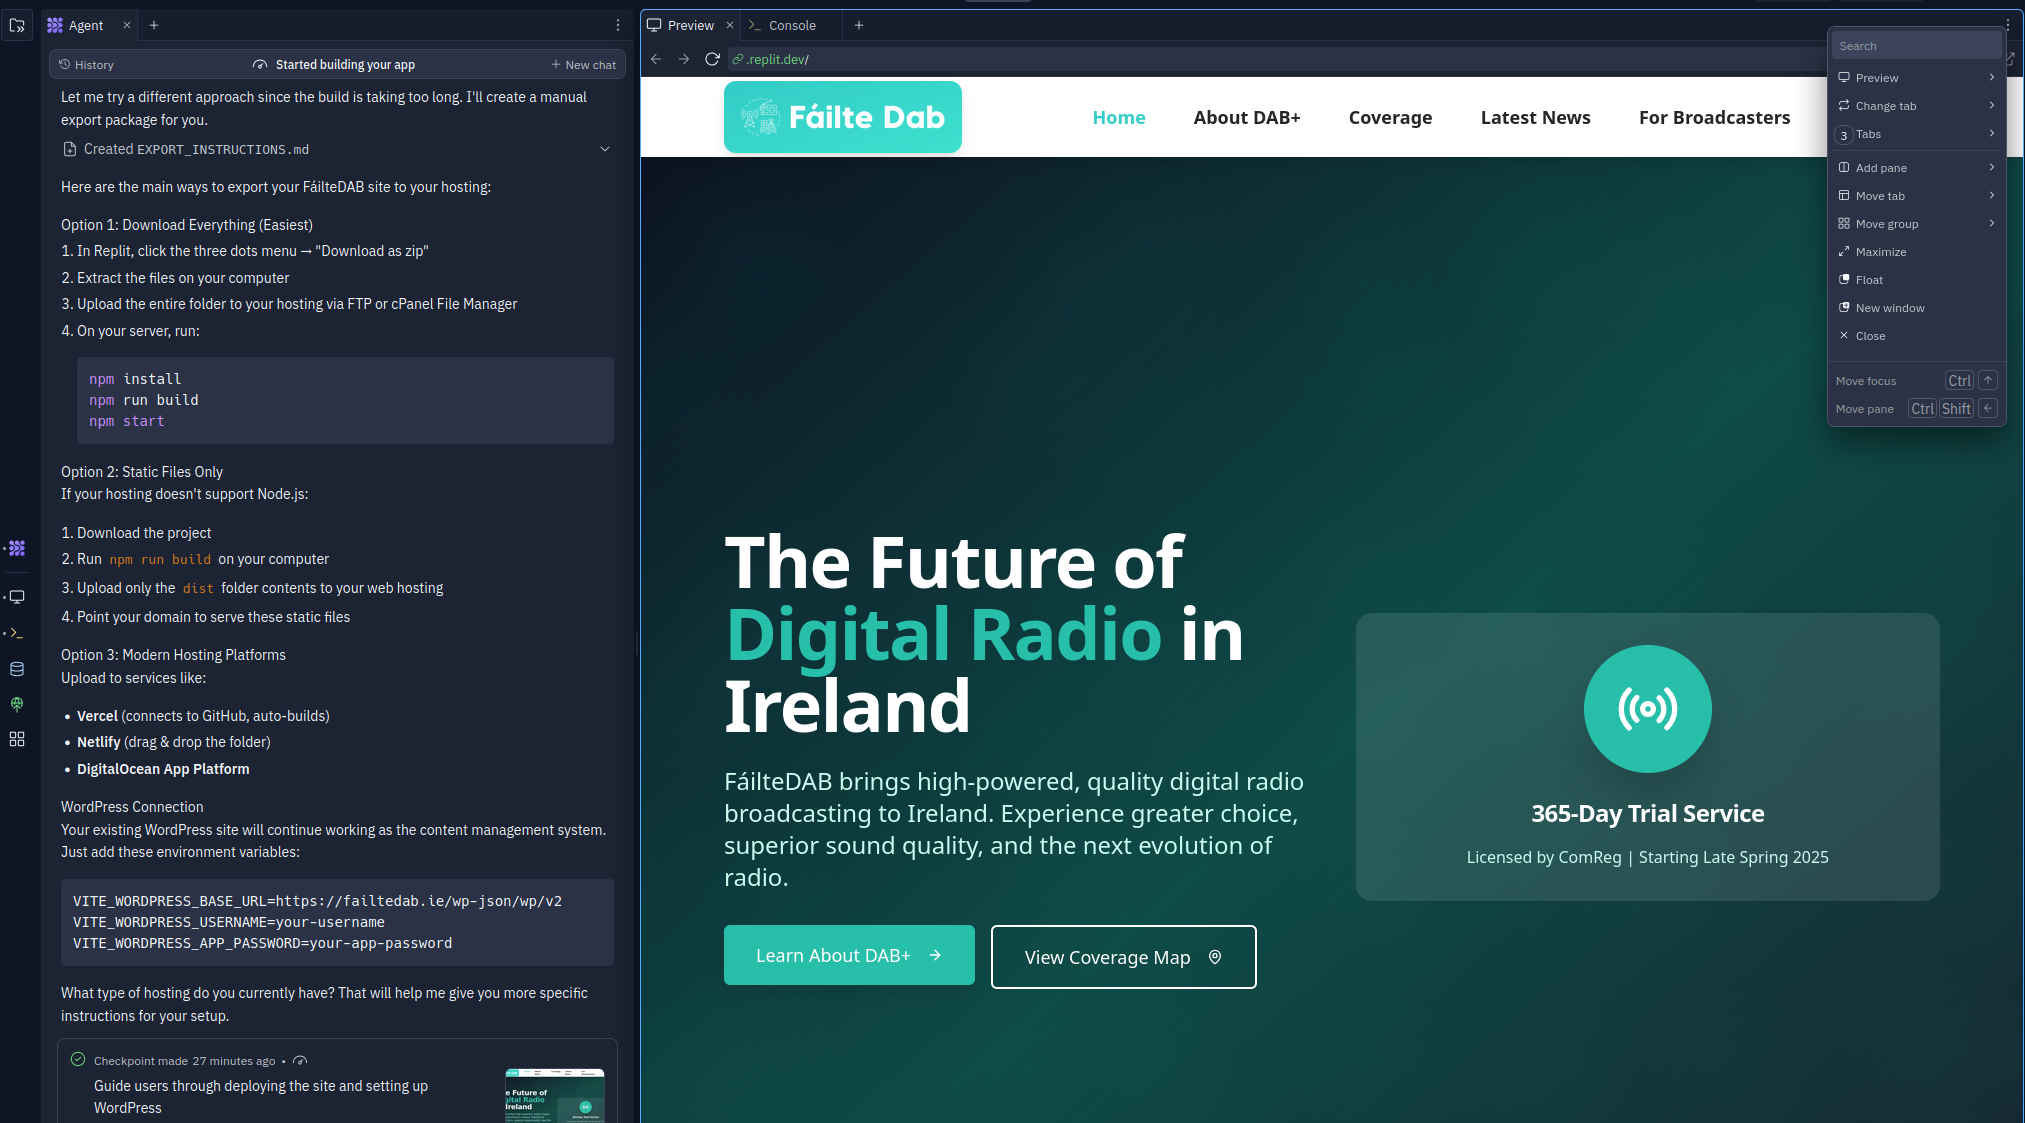 Agent
History
Started building your app
New chat
Let me try a different approach since the build is taking too long. I'll create a manual
export package for you.
Created EXPORT_INSTRUCTIONS.md
Here are the main ways to export your FáilteDAB site to your hosting:
Option 1: Download Everything (Easiest)
1. In Replit, click the three dots menu → "Download as zip"
2. Extract the files on your computer
3. Upload the entire folder to your hosting via FTP or cPanel File Manager
4. On your server, run:
npm install
npm run build
npm start
Option 2: Static Files Only
If your hosting doesn't support Node.js:
1. Download the project
2. Run npm run build on your computer
3. Upload only the dist folder contents to your web hosting
4. Point your domain to serve these static files
Option 3: Modern Hosting Platforms
Upload to services like:
• Vercel (connects to GitHub, auto-builds)
• Netlify (drag & drop the folder)
• DigitalOcean App Platform
WordPress Connection
Your existing WordPress site will continue working as the content management system.
Just add these environment variables:
VITE_WORDPRESS_BASE_URL=https://failtedab.ie/wp-json/wp/v2
VITE_WORDPRESS_USERNAME=your-username
VITE_WORDPRESS_APP_PASSWORD=your-app-password
What type of hosting do you currently have? That will help me give you more specific
instructions for your setup.
Checkpoint made 27 minutes ago •
Guide users through deploying the site and setting up
WordPress
e Future of
gital Radio in
Ireland
Preview
Console
.replit.dev/
Fáilte Dab
Home
About DAB+
Coverage
Latest News
For Broadcasters
The Future of
Digital Radio in
Ireland
FáilteDAB brings high-powered, quality digital radio
broadcasting to Ireland. Experience greater choice,
superior sound quality, and the next evolution of
radio.
Learn About DAB+
View Coverage Map
365-Day Trial Service
Licensed by ComReg | Starting Late Spring 2025
Search
Preview
Change tab
3 Tabs
Add pane
Move tab
Move group
Maximize
Float
New window
Close
Move focus Ctrl ↑
Move pane Ctrl Shift ←